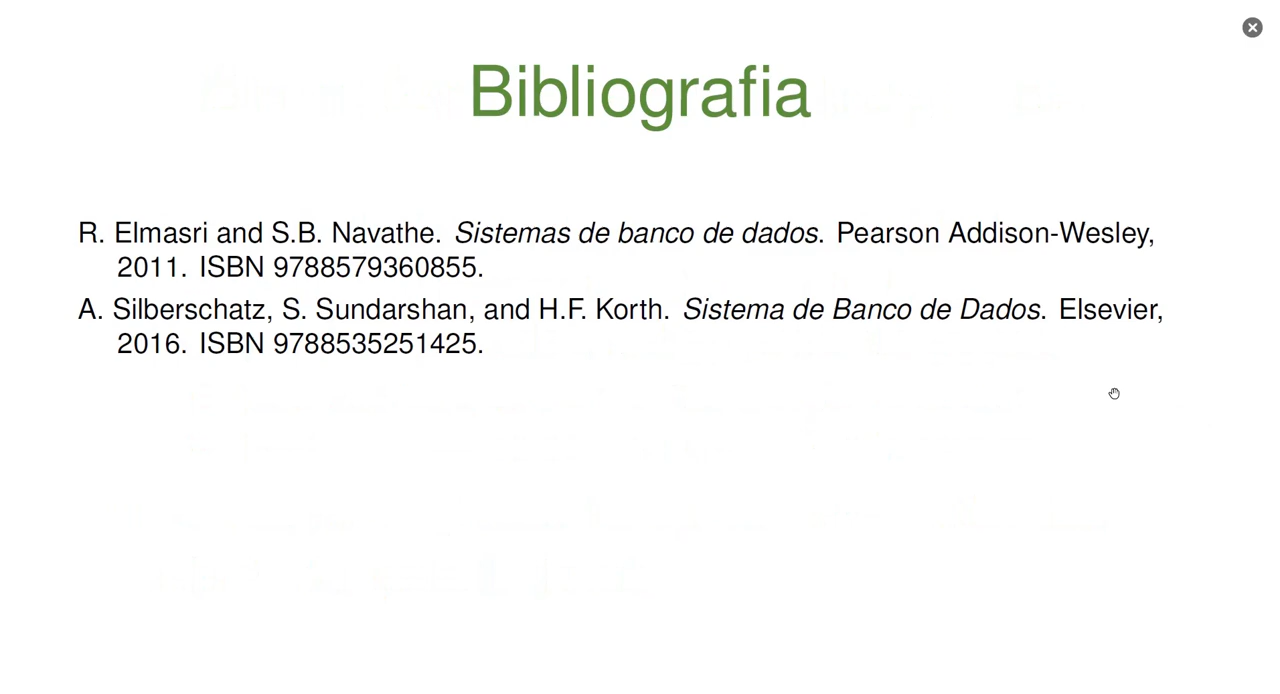 Bibliografia
R. Elmasri and S.B. Navathe. Sistemas de banco de dados. Pearson Addison-Wesley,
2011. ISBN 9788579360855.
A. Silberschatz, S. Sundarshan, and H.F. Korth. Sistema de Banco de Dados. Elsevier,
2016. ISBN 9788535251425.